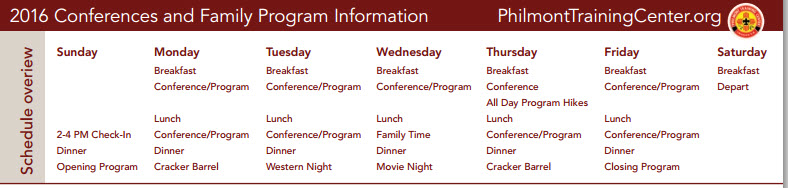 2016 Conferences and Family Program Information PhilmontTrainingCenter.org
Schedule overiew
Sunday Monday Tuesday Wednesday Thursday Friday Saturday
Breakfast Breakfast Breakfast Breakfast Breakfast Breakfast
Conference/Program Conference/Program Conference/Program Conference Conference/Program Depart
All Day Program Hikes
Lunch Lunch Lunch Lunch Lunch
2-4 PM Check-In Conference/Program Conference/Program Family Time Conference/Program Conference/Program
Dinner Dinner Dinner Dinner Dinner Dinner
Opening Program Cracker Barrel Western Night Movie Night Cracker Barrel Closing Program